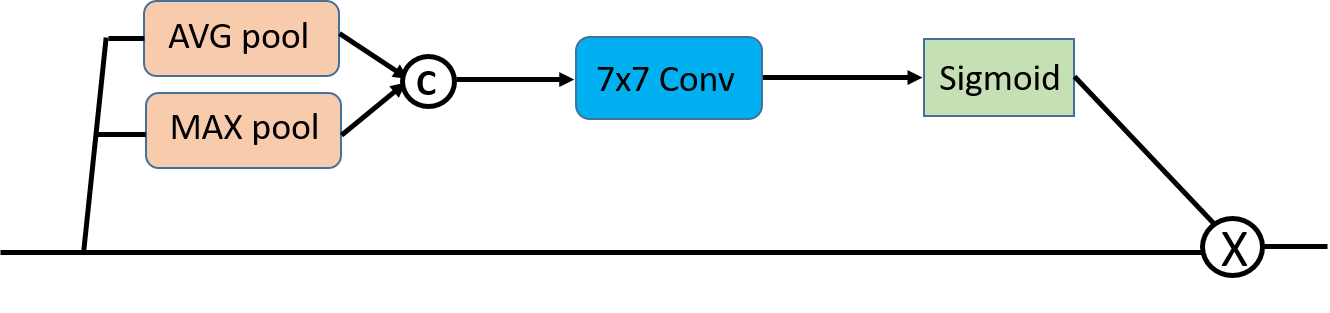 AVG pool
MAX pool
C
7x7 Conv
Sigmoid
X